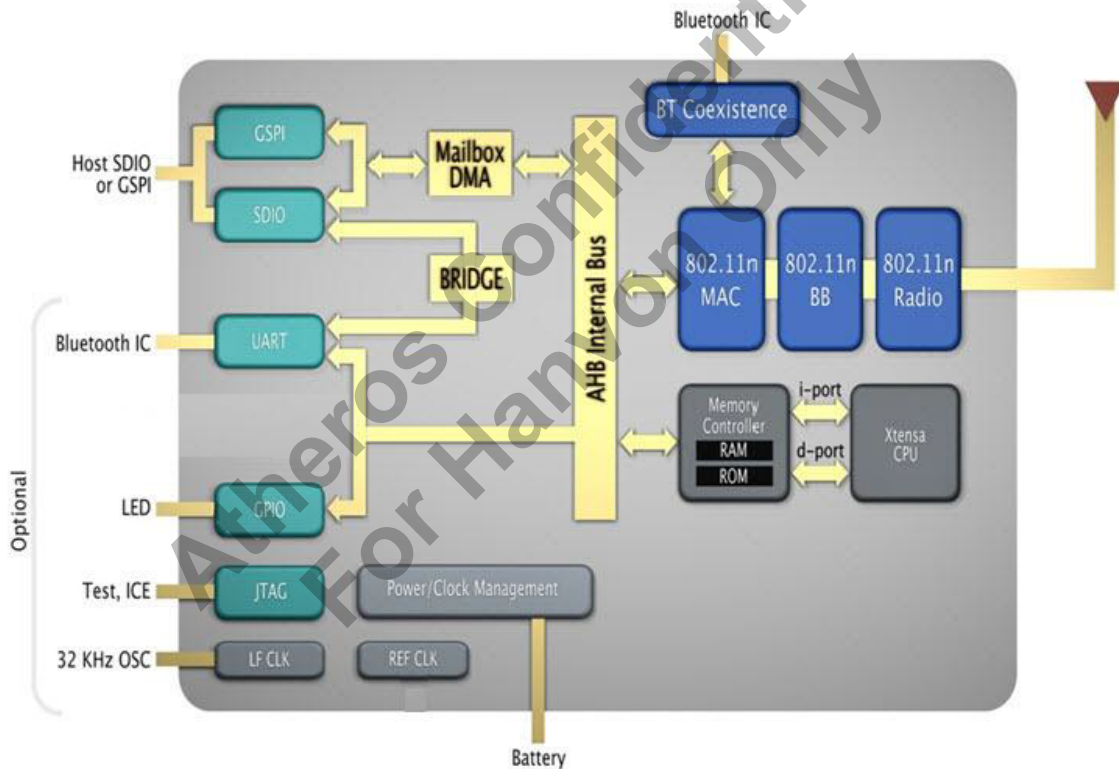 Bluetooth IC
BT Coexistence
GSPI
Host SDIO
or GSPI
SDIO
Mailbox
DMA
BRIDGE
AHB Internal Bus
802.11n
MAC
802.11n
BB
802.11n
Radio
Bluetooth IC
UART
Memory
Controller
RAM
ROM
i-port
d-port
Xtensa
CPU
Optional
LED
GPIO
Test, ICE
JTAG
Power/Clock Management
32 KHz OSC
LF CLK
REF CLK
Battery
Atheros Confidenti
For Hanvon Only